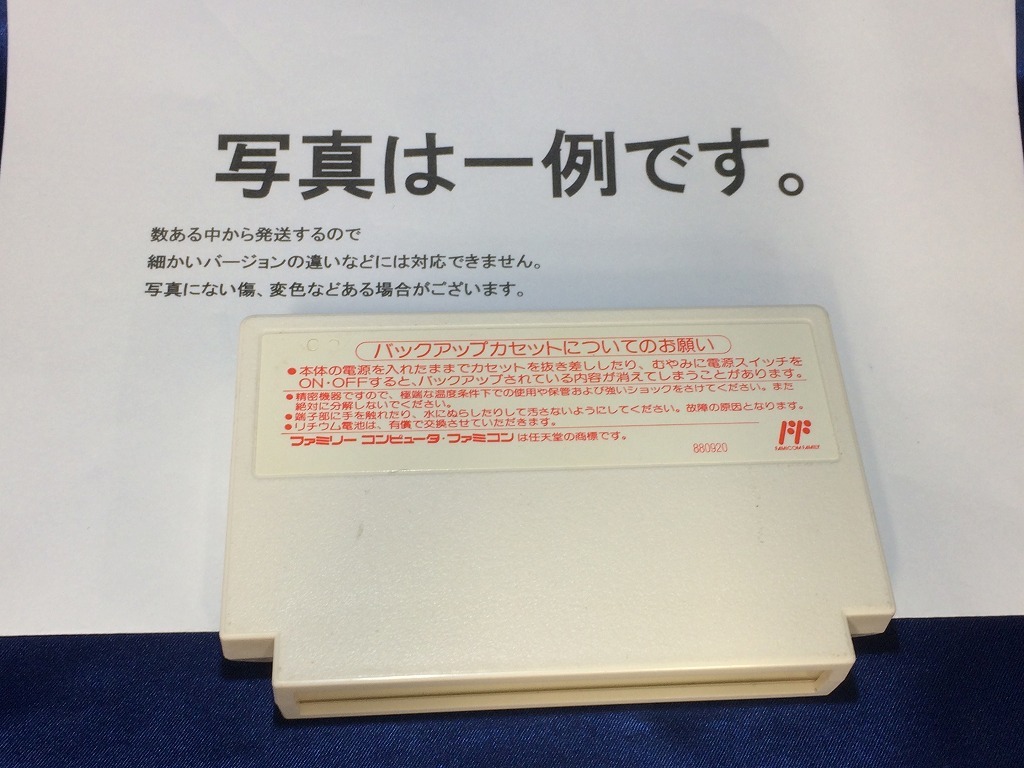 写真は一例です。
数ある中から発送するので
細かいバージョンの違いなどには対応できません。
写真にない傷、変色などある場合がございます。
バックアップカセットについてのお願い
●本体の電源を入れたままでカセットを抜き差ししたり、むやみに電源スイッチを
ON・OFFすると、バックアップされている内容が消えてしまうことがあります。
●精密機器ですので、極端な温度条件下での使用や保管および強いショックをさけてください。また
絶対に分解しないでください。
●端子部に手を触れたり、水にぬらしたりして汚さないようにしてください。故障の原因となります。
●リチウム電池は、有償で交換させていただきます。
ファミリー コンピュータ・ファミコン は任天堂の商標です。
880920
FAMICOM FAMILY